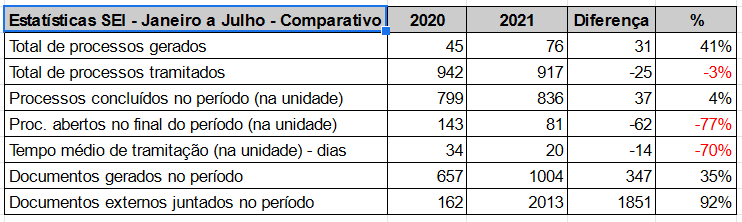 Estatísticas SEI - Janeiro a Julho - Comparativo 2020 2021 Diferença %
Total de processos gerados 45 76 31 41%
Total de processos tramitados 942 917 -25 -3%
Processos concluídos no período (na unidade) 799 836 37 4%
Proc. abertos no final do período (na unidade) 143 81 -62 -77%
Tempo médio de tramitação (na unidade) - dias 34 20 -14 -70%
Documentos gerados no período 657 1004 347 35%
Documentos externos juntados no período 162 2013 1851 92%